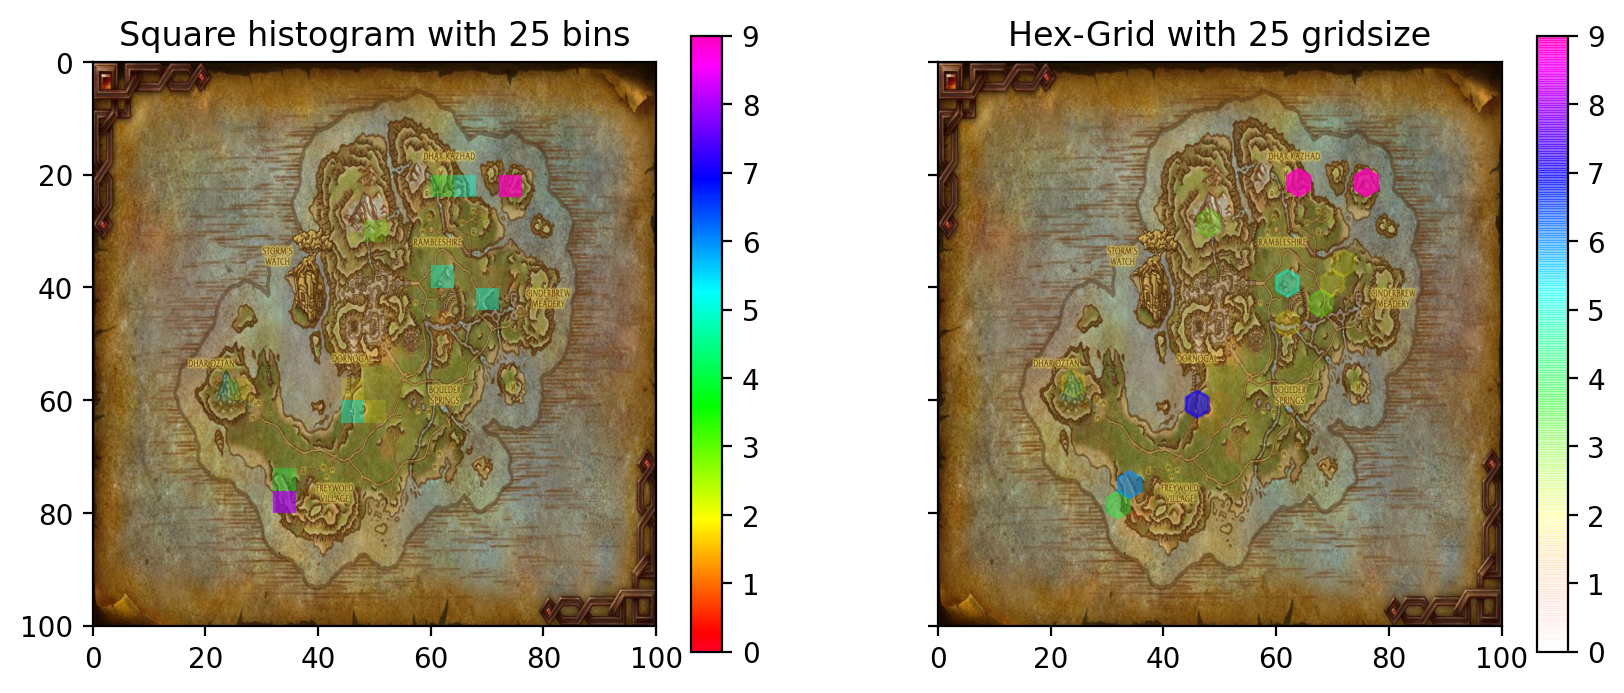 Square histogram with 25 bins
0
20
40
60
80
100
0
20
40
60
80
100
DHAR KAZHAD
STORM'S
WATCH
RAMBLESHIRE
CINDERBREW
MEADERY
DORNOGAL
DHAR OZTAN
BOULDER
SPRINGS
FREYWOLD
VILLAGE
9
8
7
6
5
4
3
2
1
0
Hex-Grid with 25 gridsize
0
20
40
60
80
100
DHAR KAZHAD
STORM'S
WATCH
RAMBLESHIRE
CINDERBREW
MEADERY
DORNOGAL
DHAR OZTAN
BOULDER
SPRINGS
FREYWOLD
VILLAGE
9
8
7
6
5
4
3
2
1
0